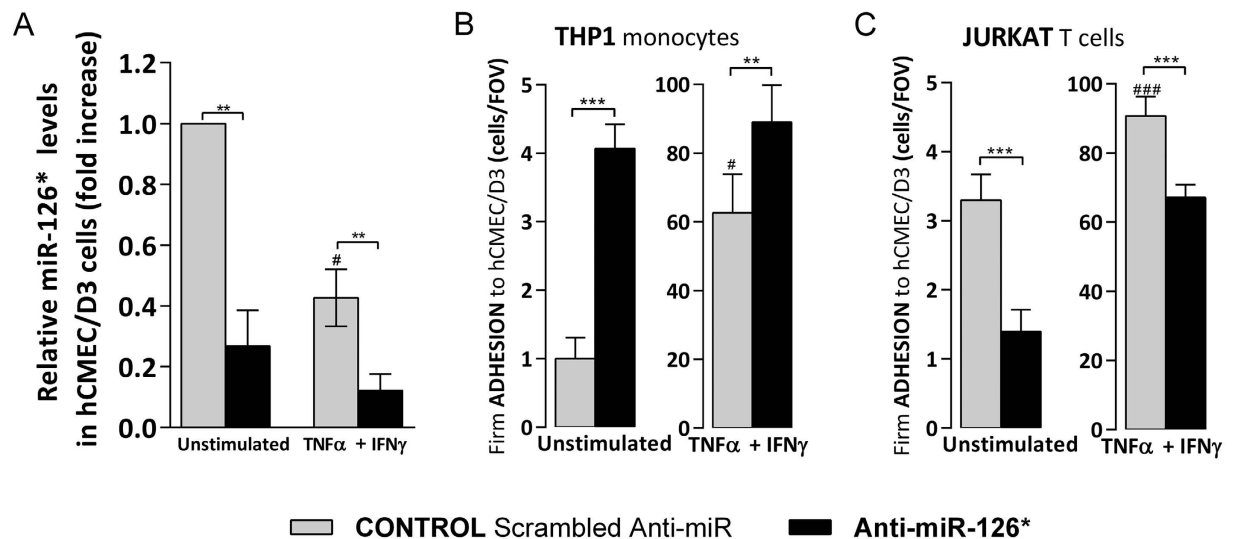 A
Relative miR-126* levels
in hCMEC/D3 cells (fold increase)
1.2
1.0
0.8
0.6
0.4
0.2
0.0
**
#
**
Unstimulated
TNFα + IFNγ
B
THP1 monocytes
Firm ADHESION to hCMEC/D3 (cells/FOV)
5
4
3
2
1
0
***
Unstimulated
100
80
60
40
20
0
**
#
TNFα + IFNγ
C
JURKAT T cells
Firm ADHESION to hCMEC/D3 (cells/FOV)
5
4
3
2
1
0
***
Unstimulated
100
80
60
40
20
0
***
###
TNFα + IFNγ
CONTROL Scrambled Anti-miR
Anti-miR-126*